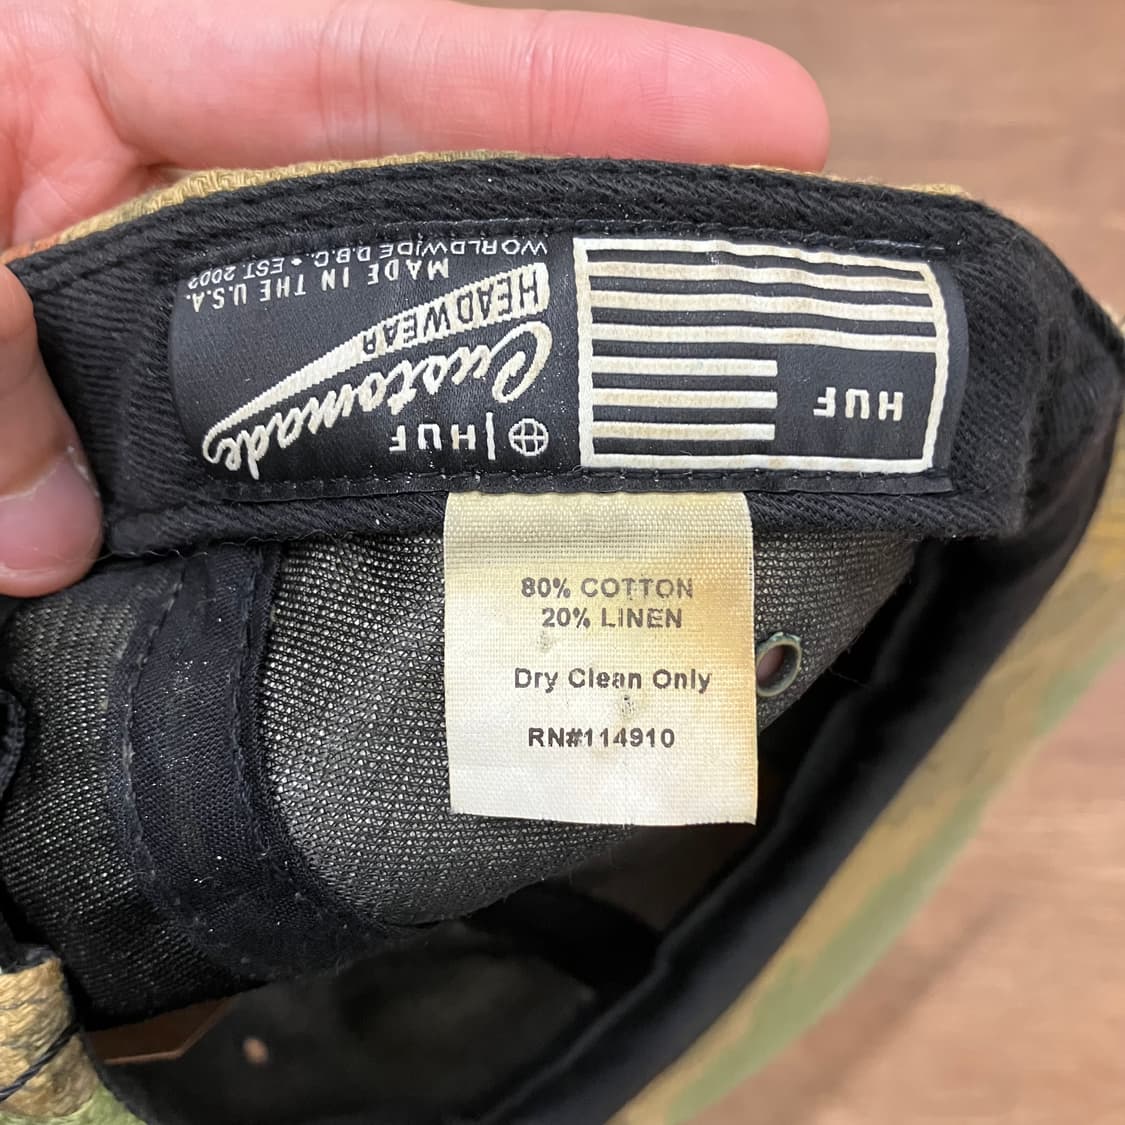 HUF
HUF
Customade
HEADWEAR
MADE IN THE U.S.A.
WORLDWIDE D.B.C. • EST 2002
80% COTTON
20% LINEN
Dry Clean Only
RN#114910